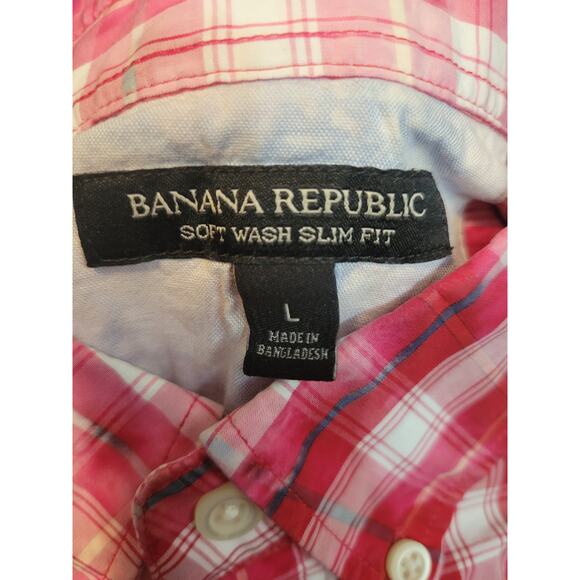 BANANA REPUBLIC
SOFT WASH SLIM FIT
L
MADE IN
BANGLADESH